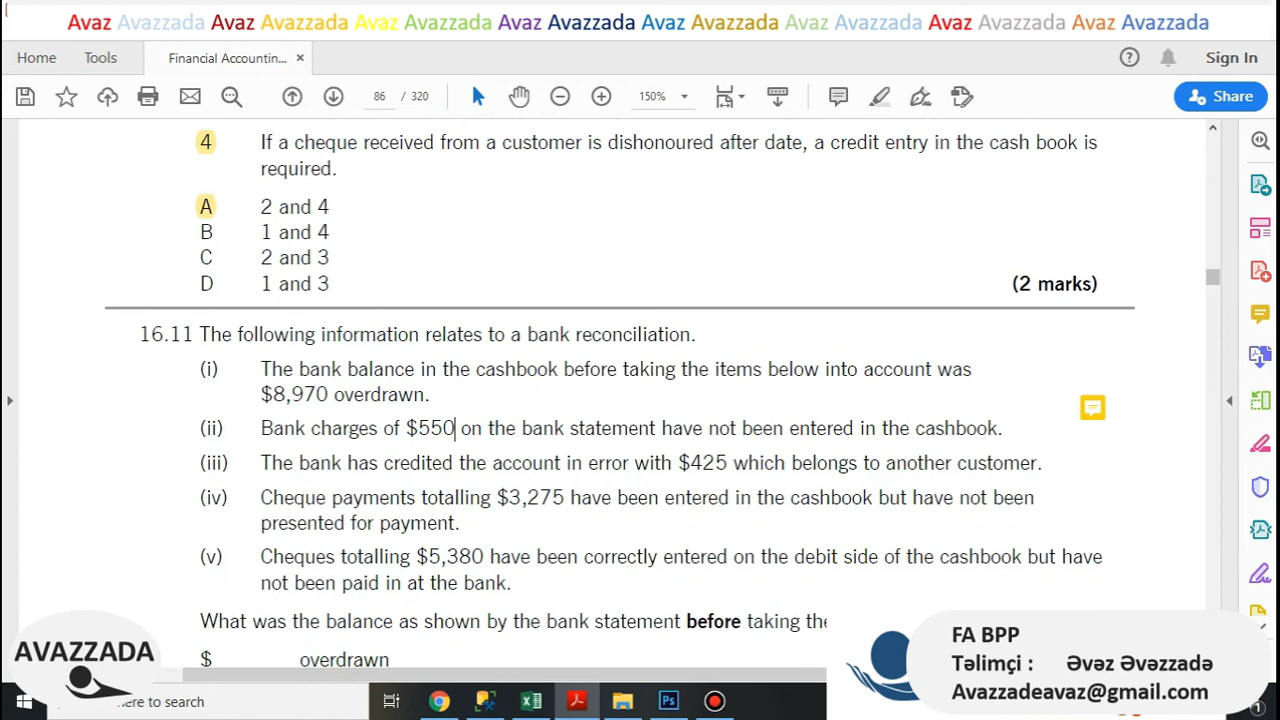 Avaz Avazzada Avaz Avazzada Avaz Avazzada Avaz Avazzada Avaz Avazzada Avaz Avazzada Avaz Avazzada Avaz Avazzada
Home Tools Financial Accountin... × Sign In
86 / 320 150% Share
4 If a cheque received from a customer is dishonoured after date, a credit entry in the cash book is
required.
A 2 and 4
B 1 and 4
C 2 and 3
D 1 and 3 (2 marks)
16.11 The following information relates to a bank reconciliation.
(i) The bank balance in the cashbook before taking the items below into account was
$8,970 overdrawn.
(ii) Bank charges of $550 on the bank statement have not been entered in the cashbook.
(iii) The bank has credited the account in error with $425 which belongs to another customer.
(iv) Cheque payments totalling $3,275 have been entered in the cashbook but have not been
presented for payment.
(v) Cheques totalling $5,380 have been correctly entered on the debit side of the cashbook but have
not been paid in at the bank.
What was the balance as shown by the bank statement before taking the
$ overdrawn
AVAZZADA
FA BPP
Təlimçi : Əvəz Əvəzzadə
Avazzadeavaz@gmail.com
here to search
Ps
1